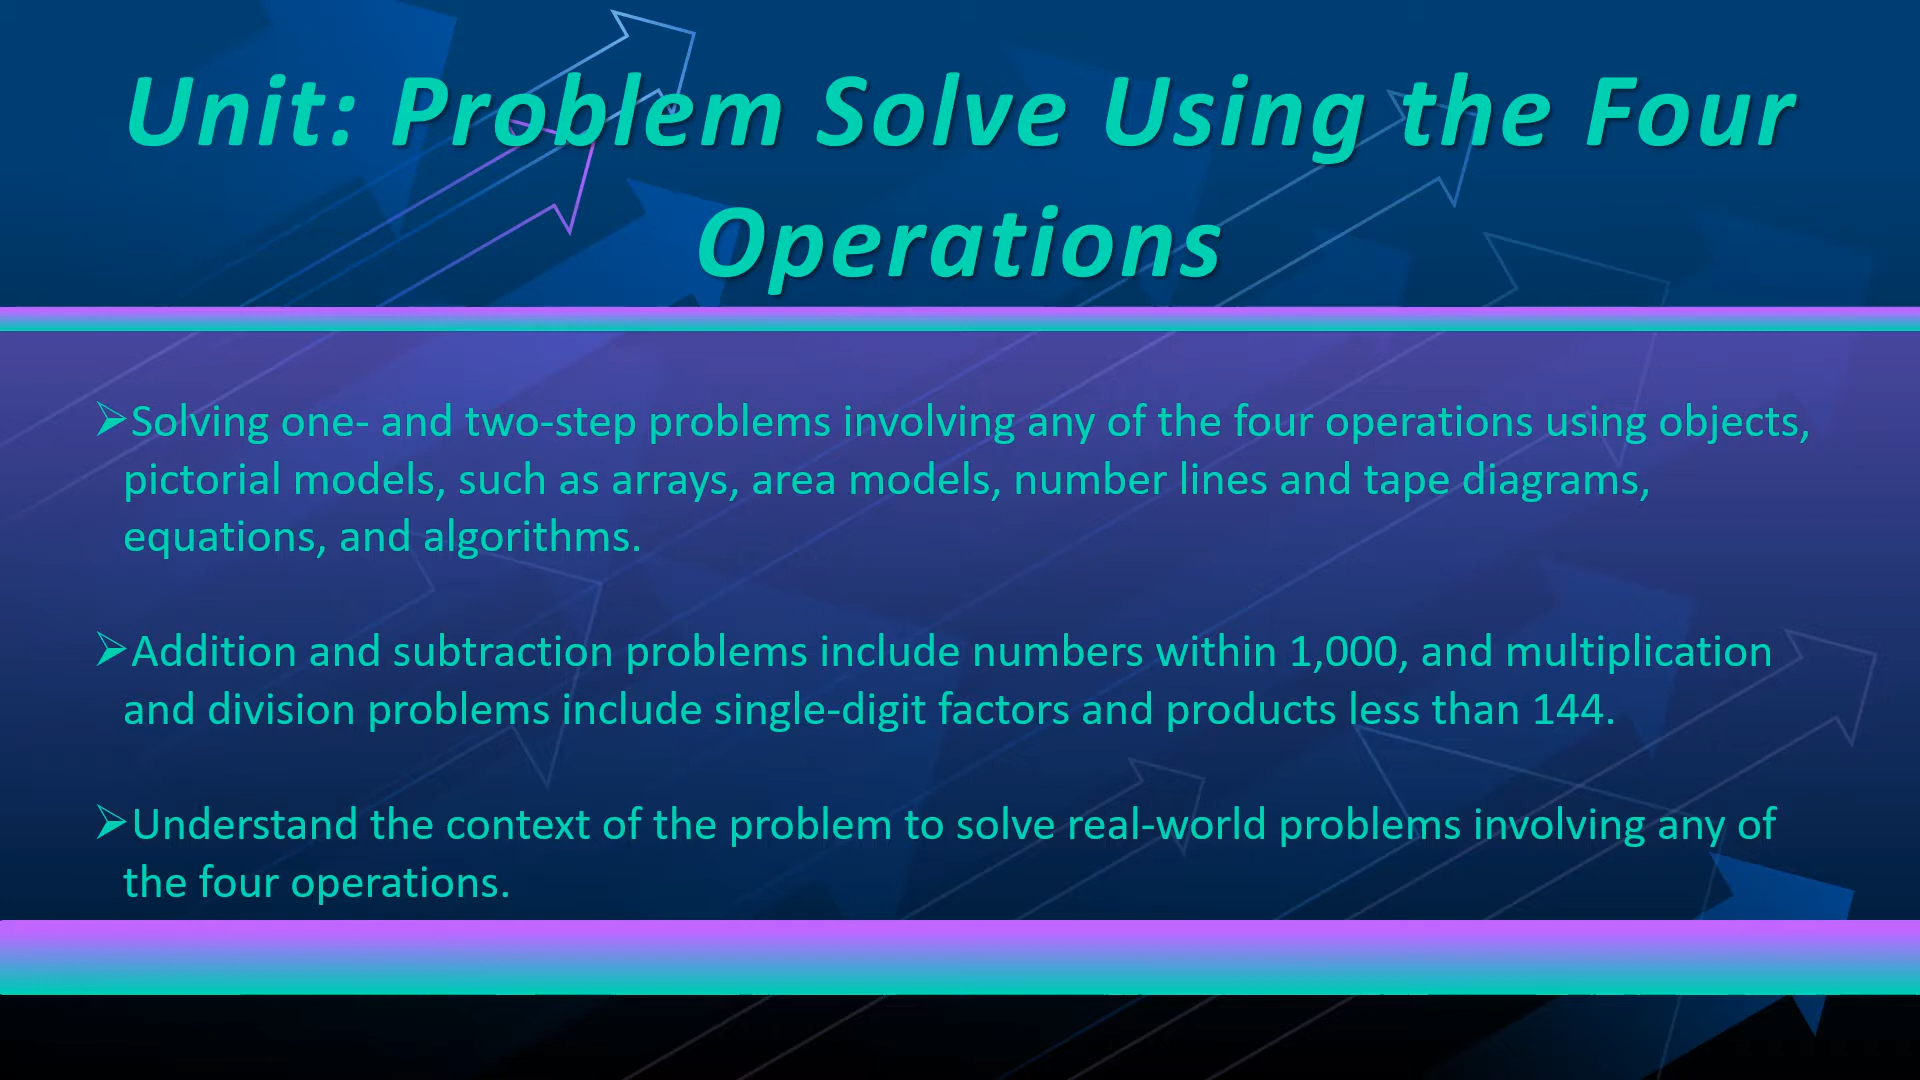 Unit: Problem Solve Using the Four
Operations
➢Solving one- and two-step problems involving any of the four operations using objects,
pictorial models, such as arrays, area models, number lines and tape diagrams,
equations, and algorithms.
➢Addition and subtraction problems include numbers within 1,000, and multiplication
and division problems include single-digit factors and products less than 144.
➢Understand the context of the problem to solve real-world problems involving any of
the four operations.